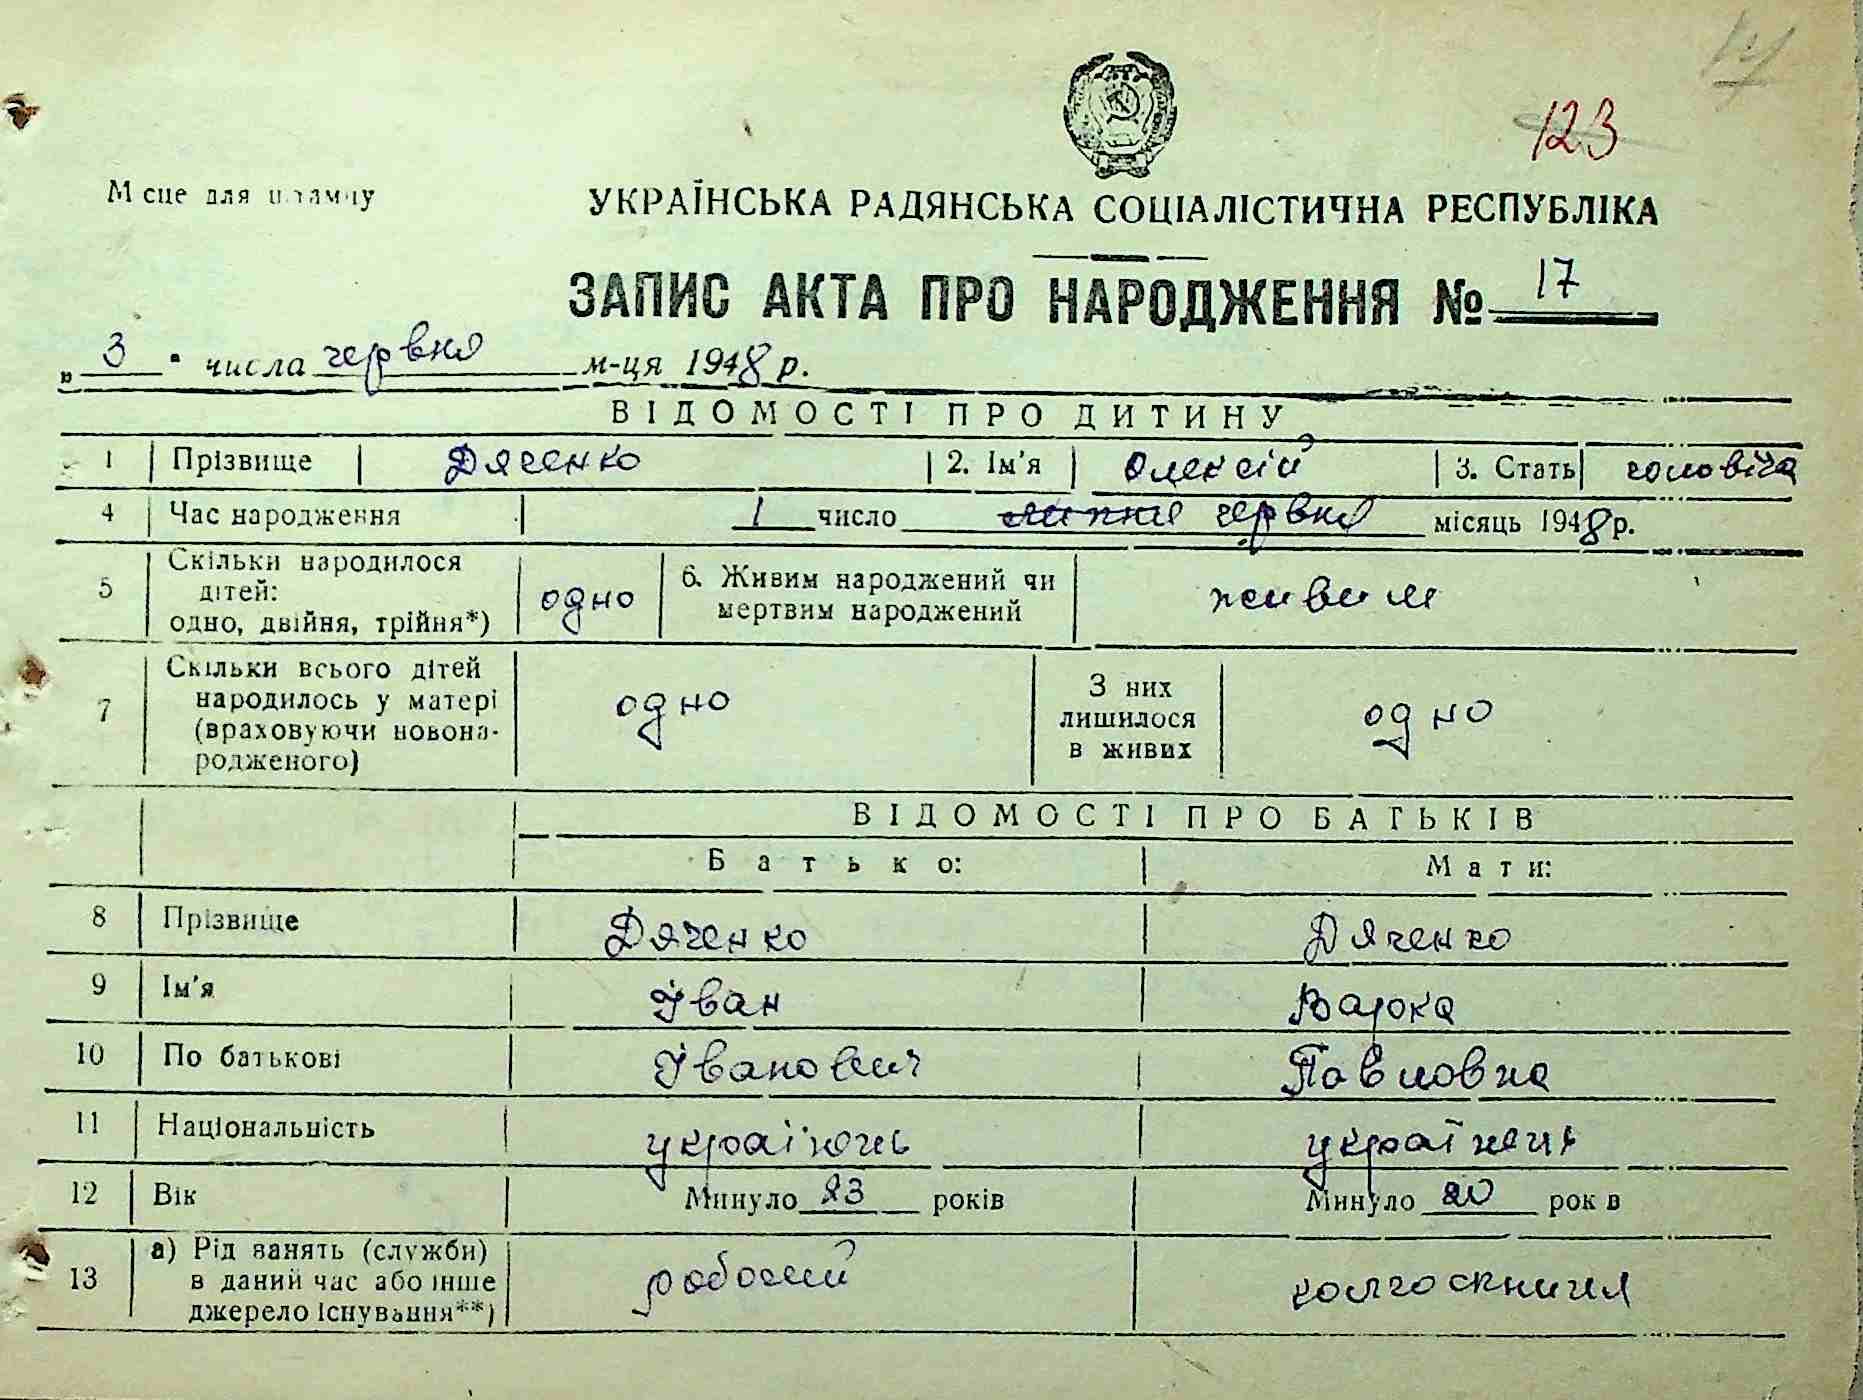 17
123
Місце для штампу
УКРАЇНСЬКА РАДЯНСЬКА СОЦІАЛІСТИЧНА РЕСПУБЛІКА
ЗАПИС АКТА ПРО НАРОДЖЕННЯ № 17
„ 3 " числа червня м-ця 1948 р.
ВІДОМОСТІ ПРО ДИТИНУ
1 Прізвище Дяченко 2. Ім'я Олексій 3. Стать чоловіча
4 Час народження 1 число липня червня місяць 1948 р.
5 Скільки народилося дітей: одно, двійня, трійня*) одно 6. Живим народжений чи мертвим народжений живим
7 Скільки всього дітей народилось у матері (враховуючи новонародженого) одно З них лишилося в живих одно
ВІДОМОСТІ ПРО БАТЬКІВ
Батько: Мати:
8 Прізвище Дяченко Дяченко
9 Ім'я Іван Варка
10 По батькові Іванович Павловна
11 Національність українець українець
12 Вік Минуло 23 років Минуло 20 років
13 а) Рід занять (служби) в даний час або інше джерело існування**) робочий колгоспниця